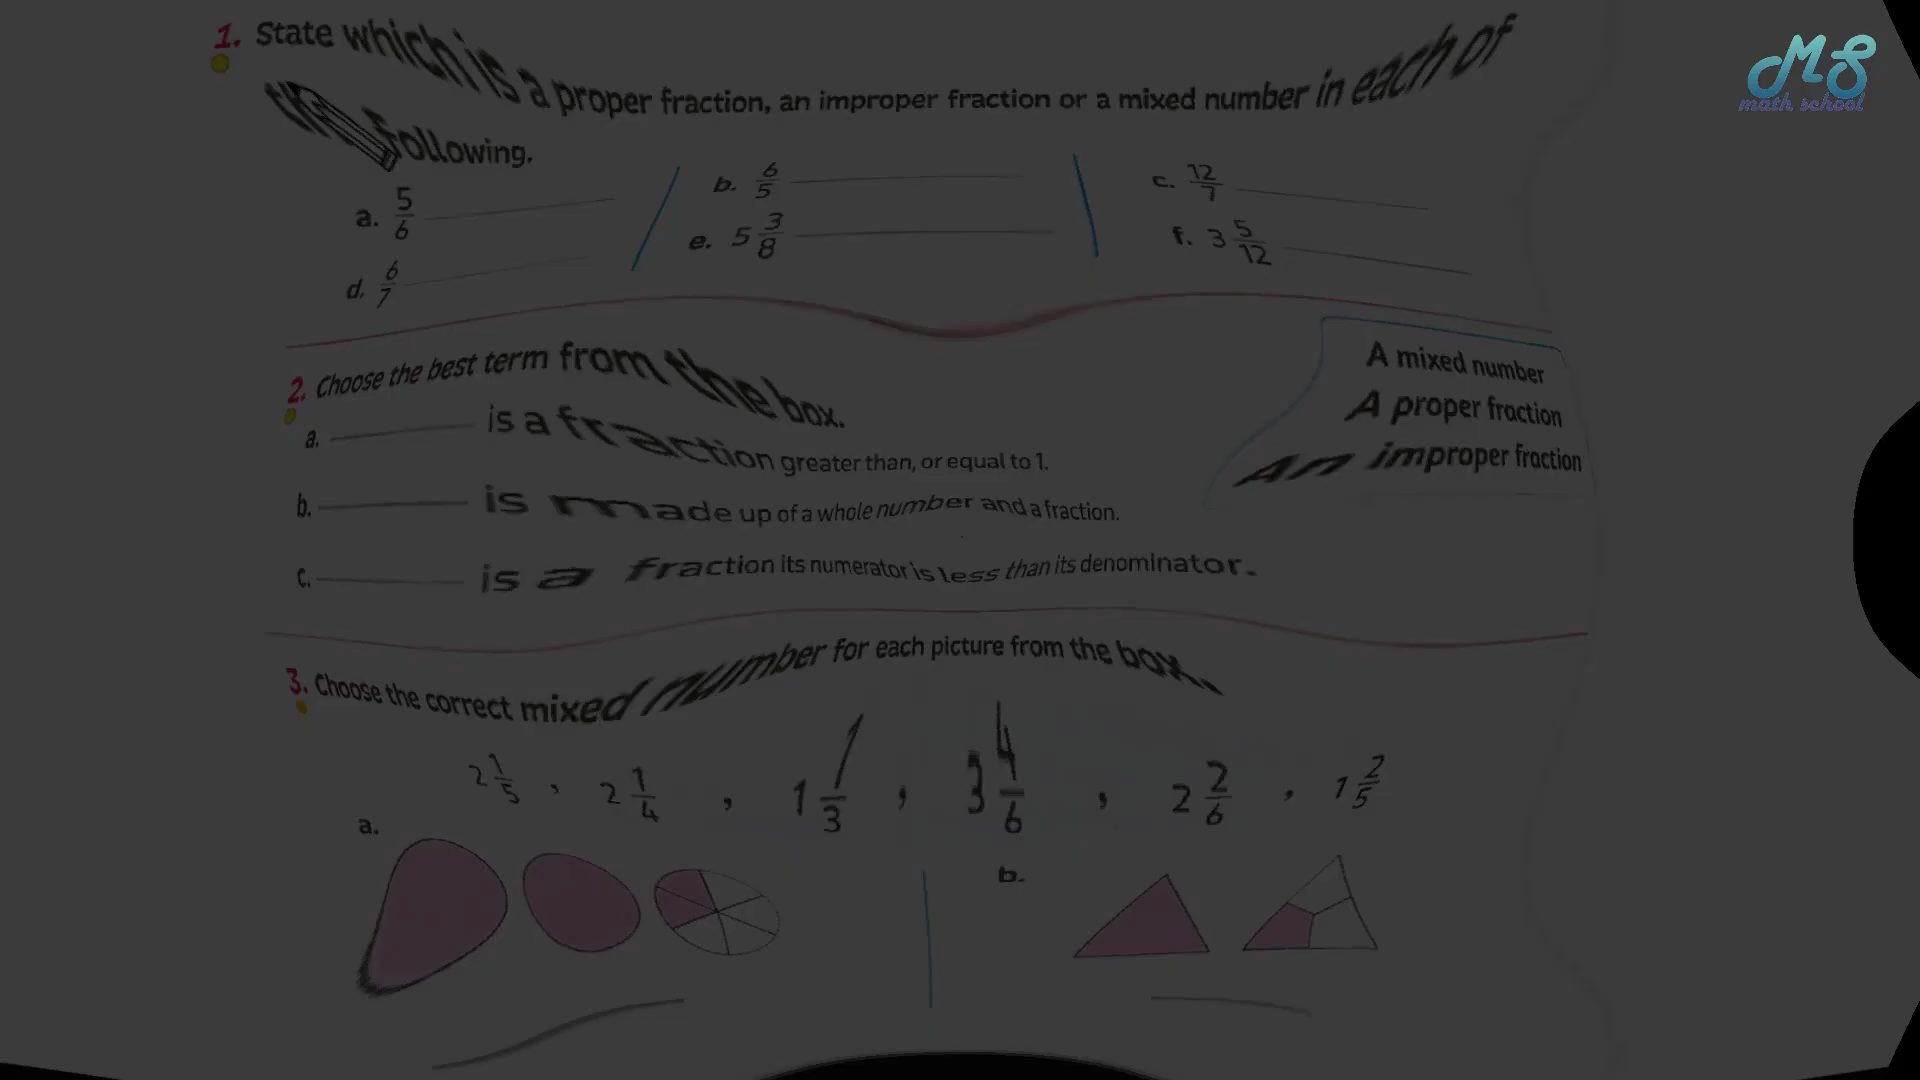 MS
math school
1. State which is a proper fraction, an improper fraction or a mixed number in each of
the following.
a. 5/6
b. 6/5
c. 12/7
d. 6/7
e. 5 3/8
f. 3 5/12
2. Choose the best term from the box.
A mixed number
A proper fraction
An improper fraction
a. is a fraction greater than, or equal to 1.
b. is made up of a whole number and a fraction.
c. is a fraction its numerator is less than its denominator.
3. Choose the correct mixed number for each picture from the box.
2 1/5 , 2 1/4 , 1 1/3 , 3 4/6 , 2 2/6 , 1 2/5
a.
b.